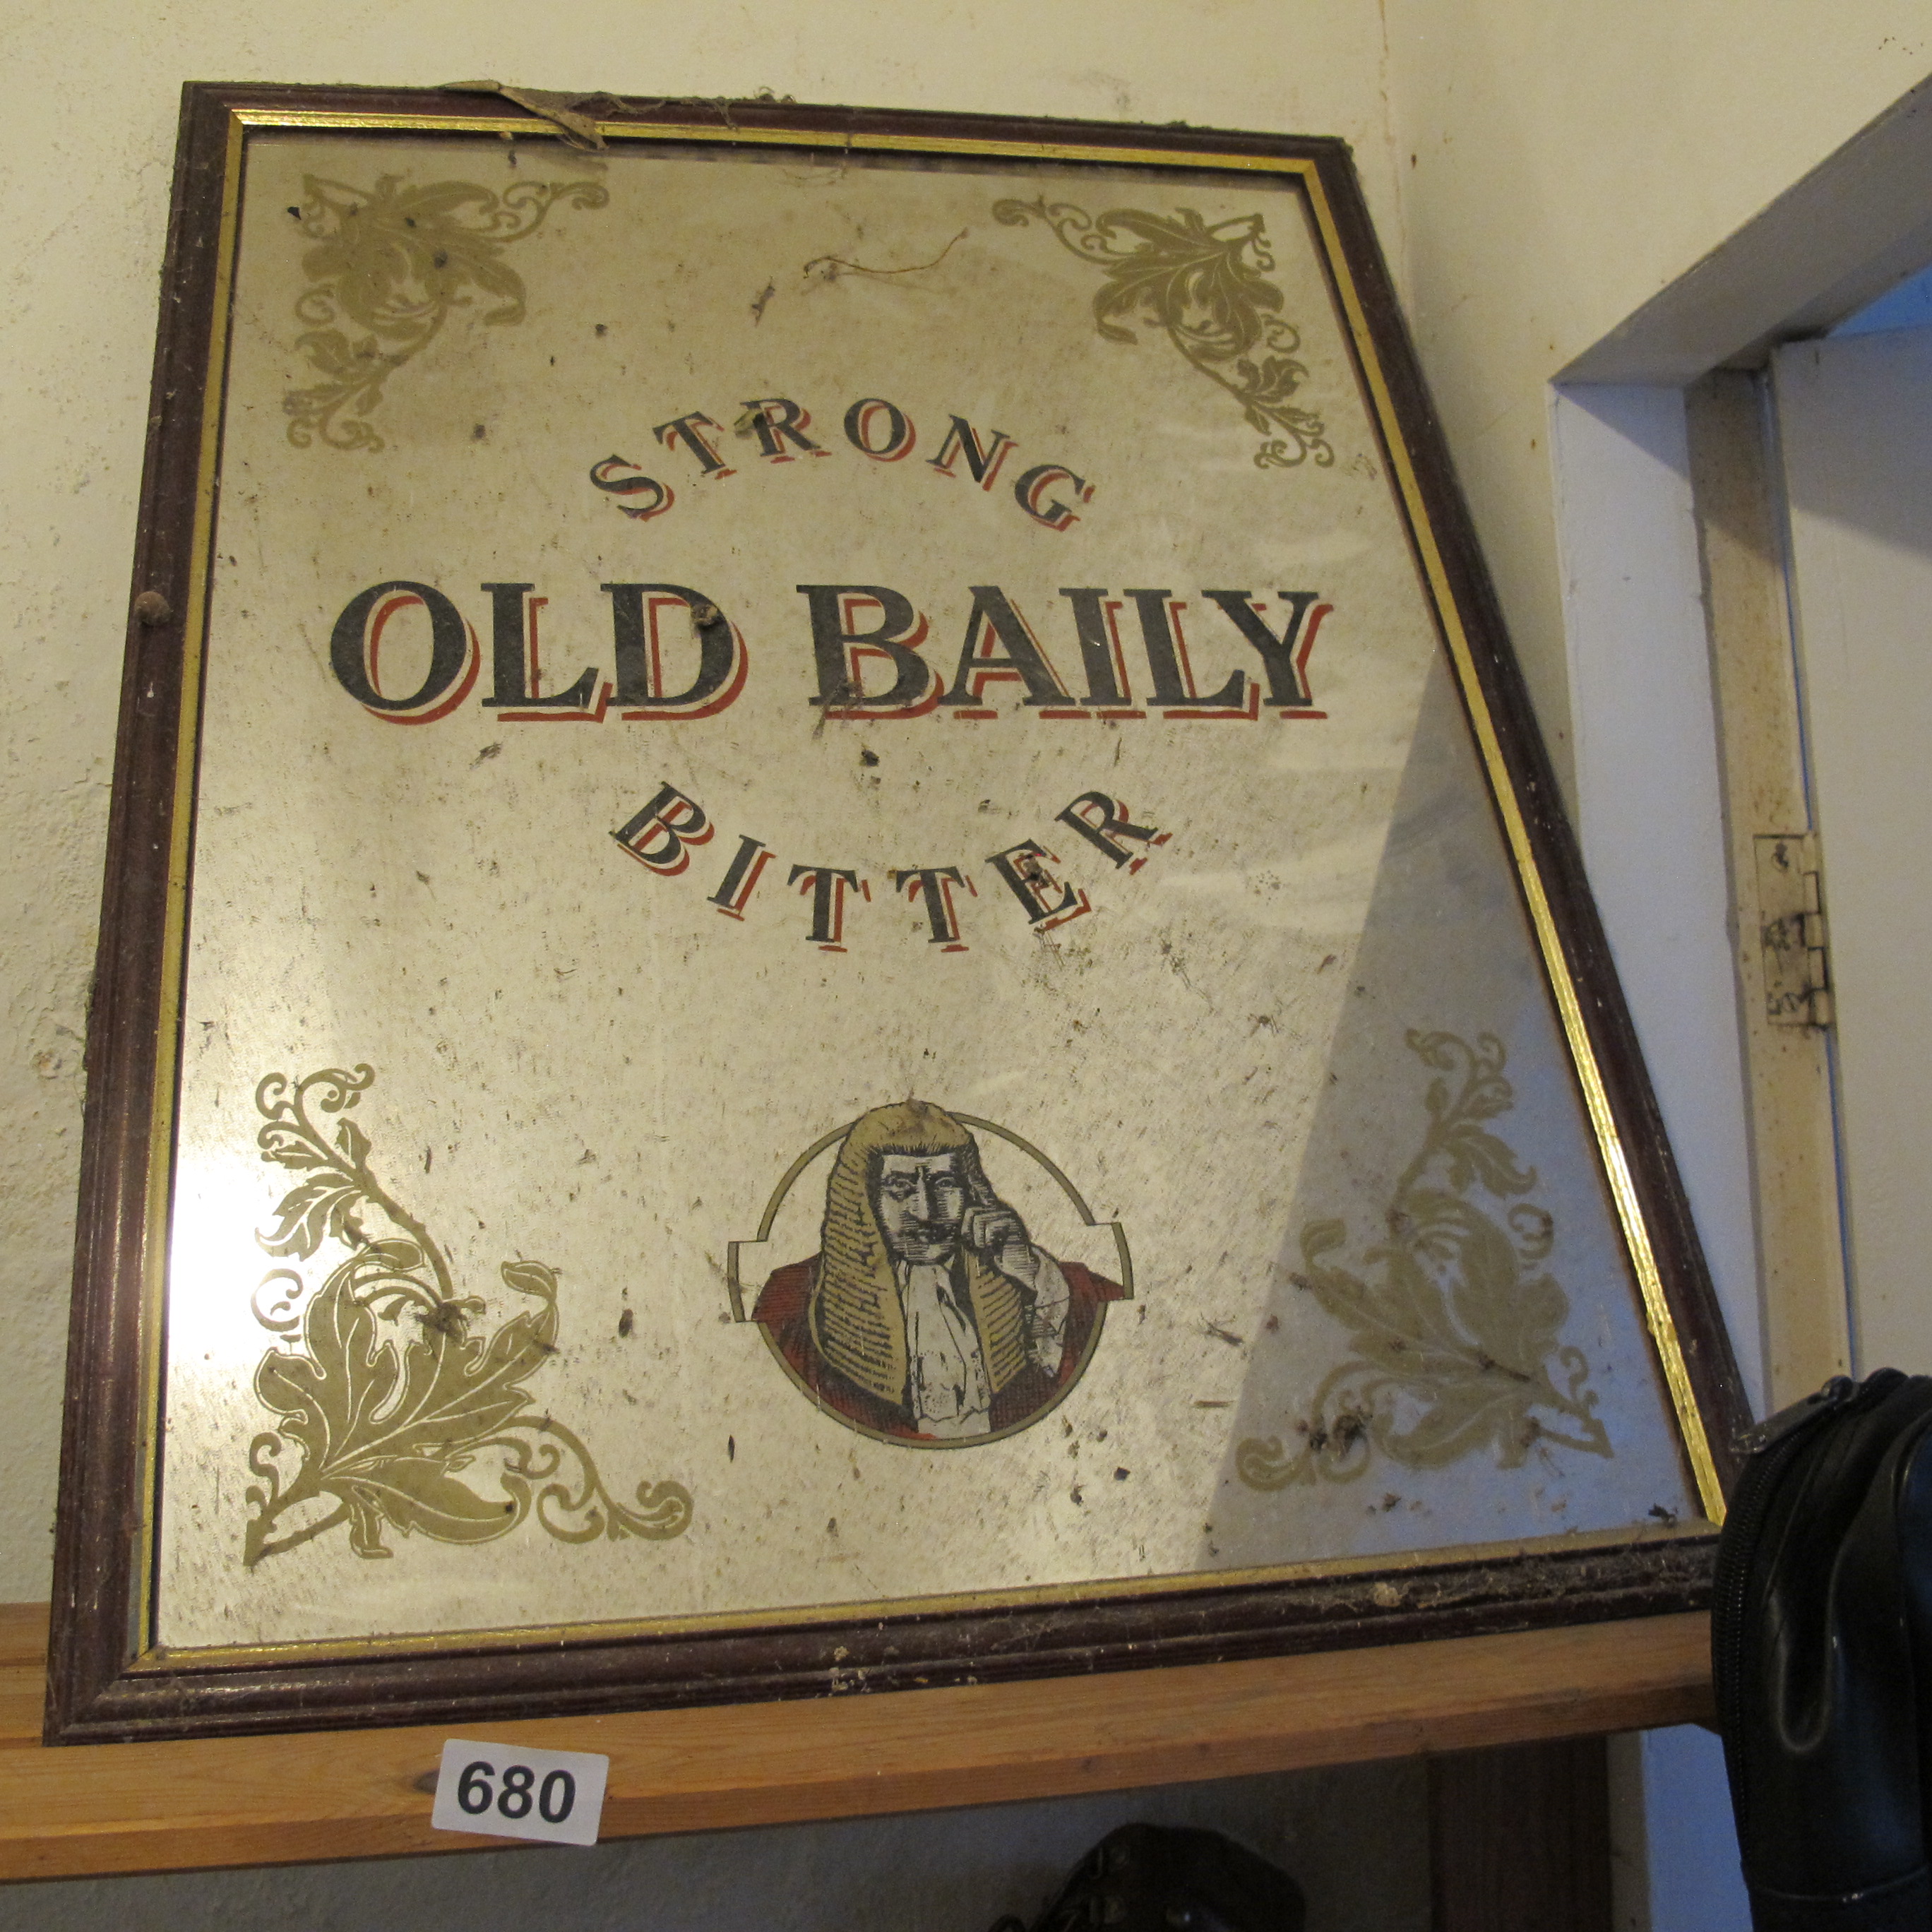 STRONG
OLD BAILY
BITTER
680